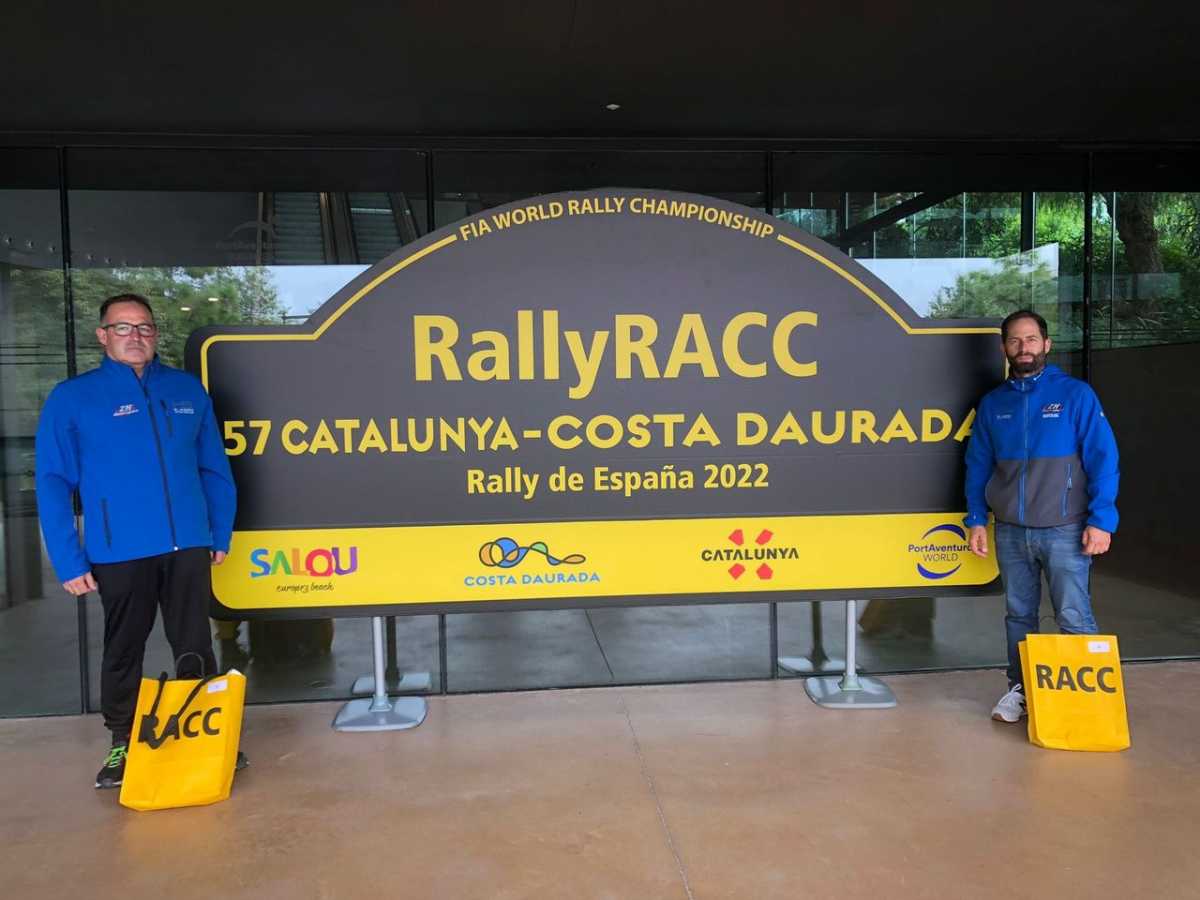 FIA WORLD RALLY CHAMPIONSHIP
RallyRACC
57 CATALUNYA-COSTA DAURADA
Rally de España 2022
SALOU
europe's beach
COSTA DAURADA
CATALUNYA
PortAventura
WORLD
RACC
RACC